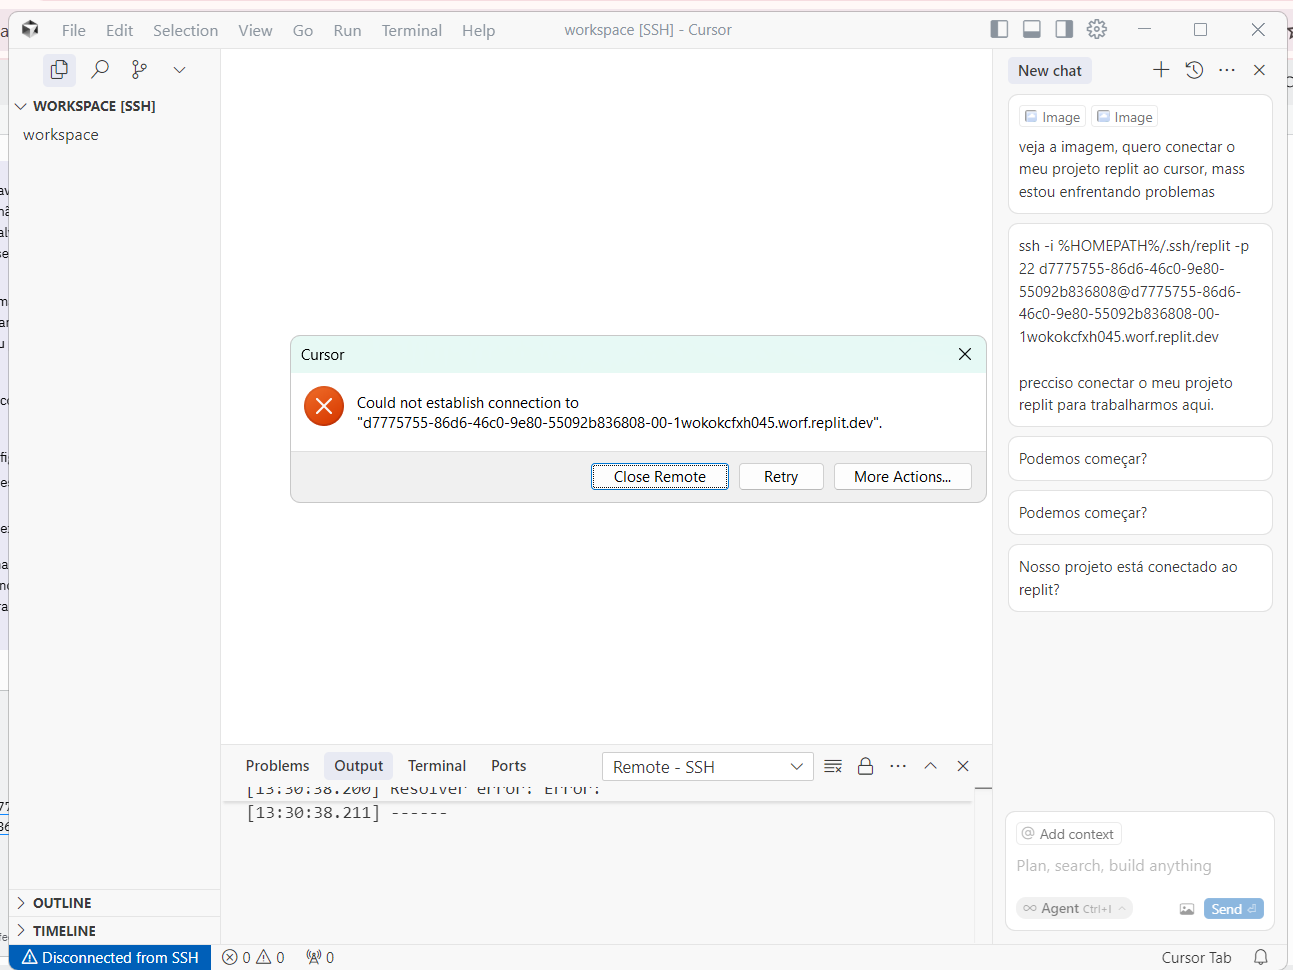 File Edit Selection View Go Run Terminal Help workspace [SSH] - Cursor
WORKSPACE [SSH]
workspace
OUTLINE
TIMELINE
Cursor
Could not establish connection to
"d7775755-86d6-46c0-9e80-55092b836808-00-1wokokcfxh045.worf.replit.dev".
Close Remote Retry More Actions...
Problems Output Terminal Ports Remote - SSH
[13:30:38.200] Resolver error: Error:
[13:30:38.211] ------
New chat
Image Image
veja a imagem, quero conectar o
meu projeto replit ao cursor, mass
estou enfrentando problemas
ssh -i %HOMEPATH%/.ssh/replit -p
22 d7775755-86d6-46c0-9e80-
55092b836808@d7775755-86d6-
46c0-9e80-55092b836808-00-
1wokokcfxh045.worf.replit.dev
precciso conectar o meu projeto
replit para trabalharmos aqui.
Podemos começar?
Podemos começar?
Nosso projeto está conectado ao
replit?
@ Add context
Plan, search, build anything
∞ Agent Ctrl+I Send
Disconnected from SSH 0 0 0 Cursor Tab